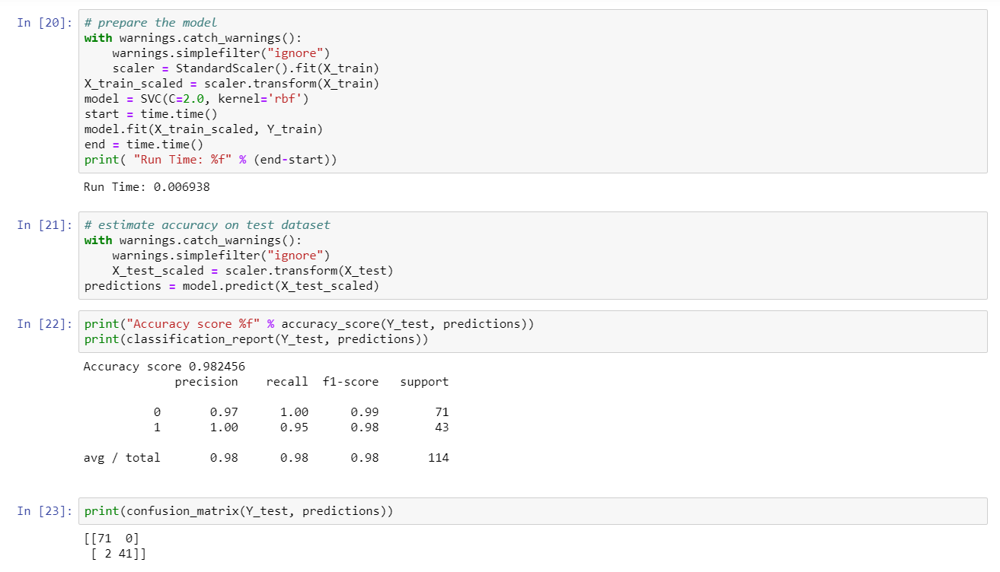 In [20]: # prepare the model
with warnings.catch_warnings():
    warnings.simplefilter("ignore")
    scaler = StandardScaler().fit(X_train)
X_train_scaled = scaler.transform(X_train)
model = SVC(C=2.0, kernel='rbf')
start = time.time()
model.fit(X_train_scaled, Y_train)
end = time.time()
print( "Run Time: %f" % (end-start))
Run Time: 0.006938
In [21]: # estimate accuracy on test dataset
with warnings.catch_warnings():
    warnings.simplefilter("ignore")
    X_test_scaled = scaler.transform(X_test)
predictions = model.predict(X_test_scaled)
In [22]: print("Accuracy score %f" % accuracy_score(Y_test, predictions))
print(classification_report(Y_test, predictions))
Accuracy score 0.982456
             precision    recall  f1-score   support
          0       0.97      1.00      0.99        71
          1       1.00      0.95      0.98        43
avg / total       0.98      0.98      0.98       114
In [23]: print(confusion_matrix(Y_test, predictions))
[[71  0]
 [ 2 41]]